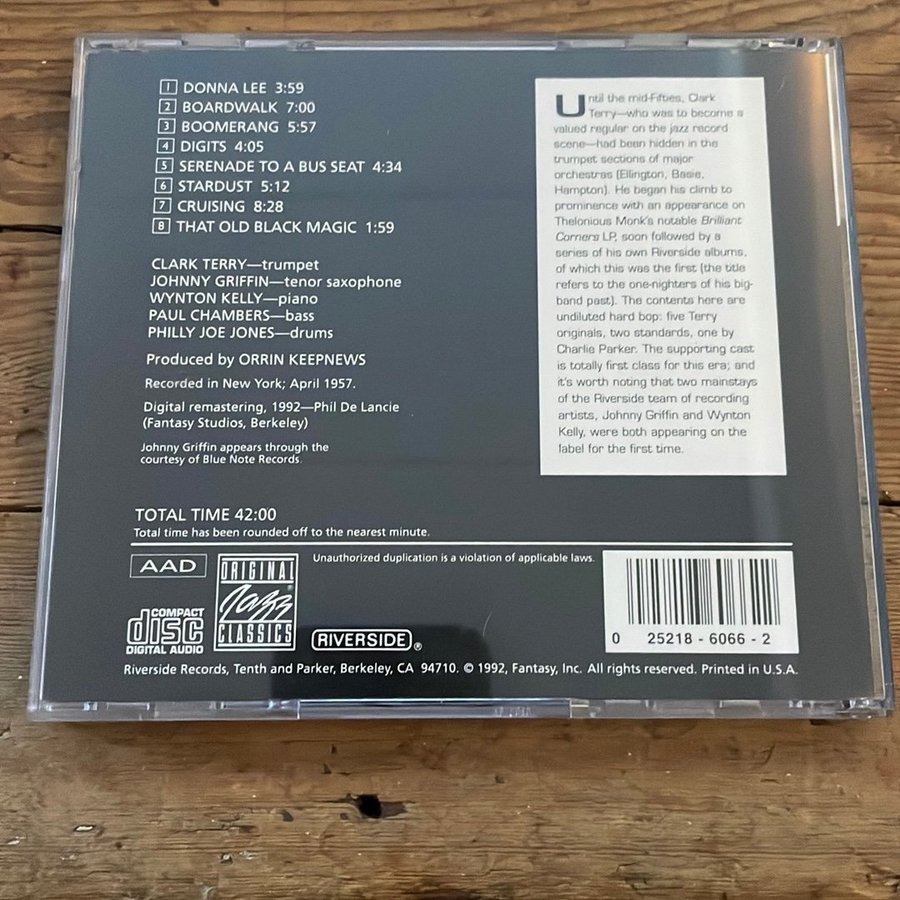 1 DONNA LEE 3:59
2 BOARDWALK 7:00
3 BOOMERANG 5:57
4 DIGITS 4:05
5 SERENADE TO A BUS SEAT 4:34
6 STARDUST 5:12
7 CRUISING 8:28
8 THAT OLD BLACK MAGIC 1:59
CLARK TERRY—trumpet
JOHNNY GRIFFIN—tenor saxophone
WYNTON KELLY—piano
PAUL CHAMBERS—bass
PHILLY JOE JONES—drums
Produced by ORRIN KEEPNEWS
Recorded in New York; April 1957.
Digital remastering, 1992—Phil De Lancie
(Fantasy Studios, Berkeley)
Johnny Griffin appears through the
courtesy of Blue Note Records.
TOTAL TIME 42:00
Total time has been rounded off to the nearest minute.
Until the mid-Fifties, Clark
Terry—who was to become a
valued regular on the jazz record
scene—had been hidden in the
trumpet sections of major
orchestras (Ellington, Basie,
Hampton). He began his climb to
prominence with an appearance on
Thelonious Monk's notable Brilliant
Corners LP, soon followed by a
series of his own Riverside albums,
of which this was the first (the title
refers to the one-nighters of his big-
band past). The contents here are
undiluted hard bop: five Terry
originals, two standards, one by
Charlie Parker. The supporting cast
is totally first class for this era; and
it's worth noting that two mainstays
of the Riverside team of recording
artists, Johnny Griffin and Wynton
Kelly, were both appearing on the
label for the first time.
AAD
ORIGINAL
Jazz
CLASSICS
®
Unauthorized duplication is a violation of applicable laws.
COMPACT
disc
DIGITAL AUDIO
RIVERSIDE®
0 25218-6066-2
Riverside Records, Tenth and Parker, Berkeley, CA 94710. © 1992, Fantasy, Inc. All rights reserved. Printed in U.S.A.